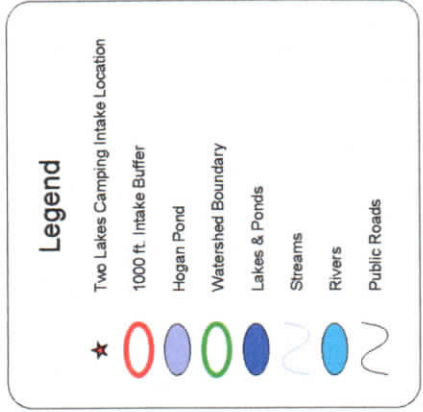 Legend
Two Lakes Camping Intake Location
1000 ft. Intake Buffer
Hogan Pond
Watershed Boundary
Lakes & Ponds
Streams
Rivers
Public Roads